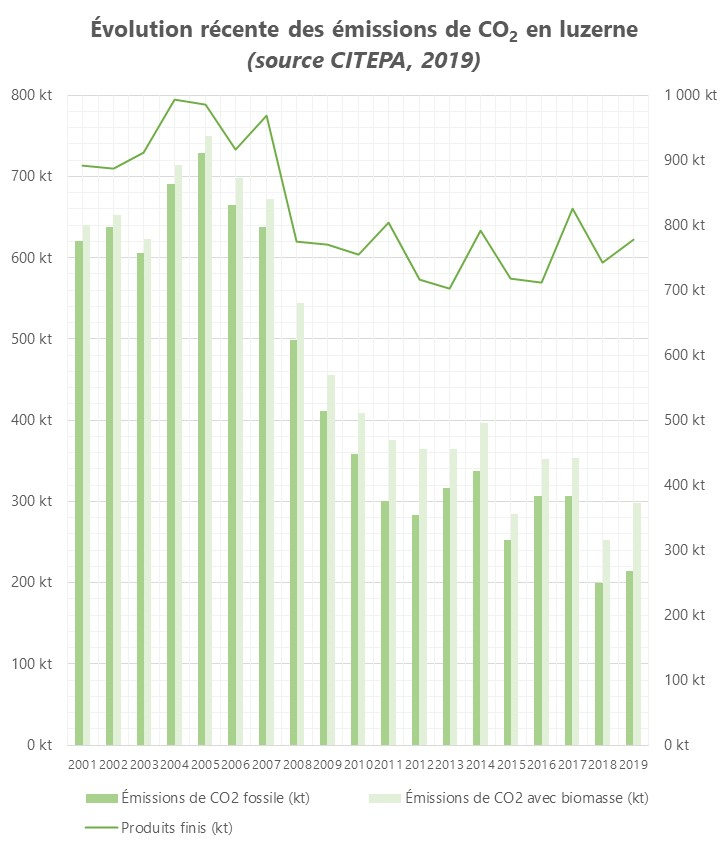 Évolution récente des émissions de CO₂ en luzerne
(source CITEPA, 2019)
800 kt
700 kt
600 kt
500 kt
400 kt
300 kt
200 kt
100 kt
0 kt
1 000 kt
900 kt
800 kt
700 kt
600 kt
500 kt
400 kt
300 kt
200 kt
100 kt
0 kt
2001 2002 2003 2004 2005 2006 2007 2008 2009 2010 2011 2012 2013 2014 2015 2016 2017 2018 2019
Émissions de CO2 fossile (kt) Émissions de CO2 avec biomasse (kt)
Produits finis (kt)